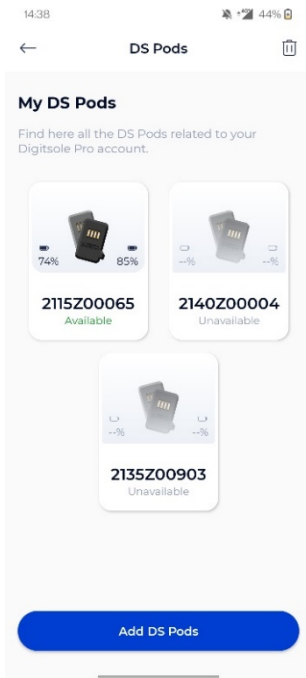 14:38
44%
DS Pods
My DS Pods
Find here all the DS Pods related to your
Digitsole Pro account.
74% 85%
--% --%
2115Z00065 2140Z00004
Available Unavailable
--% --%
2135Z00903
Unavailable
Add DS Pods